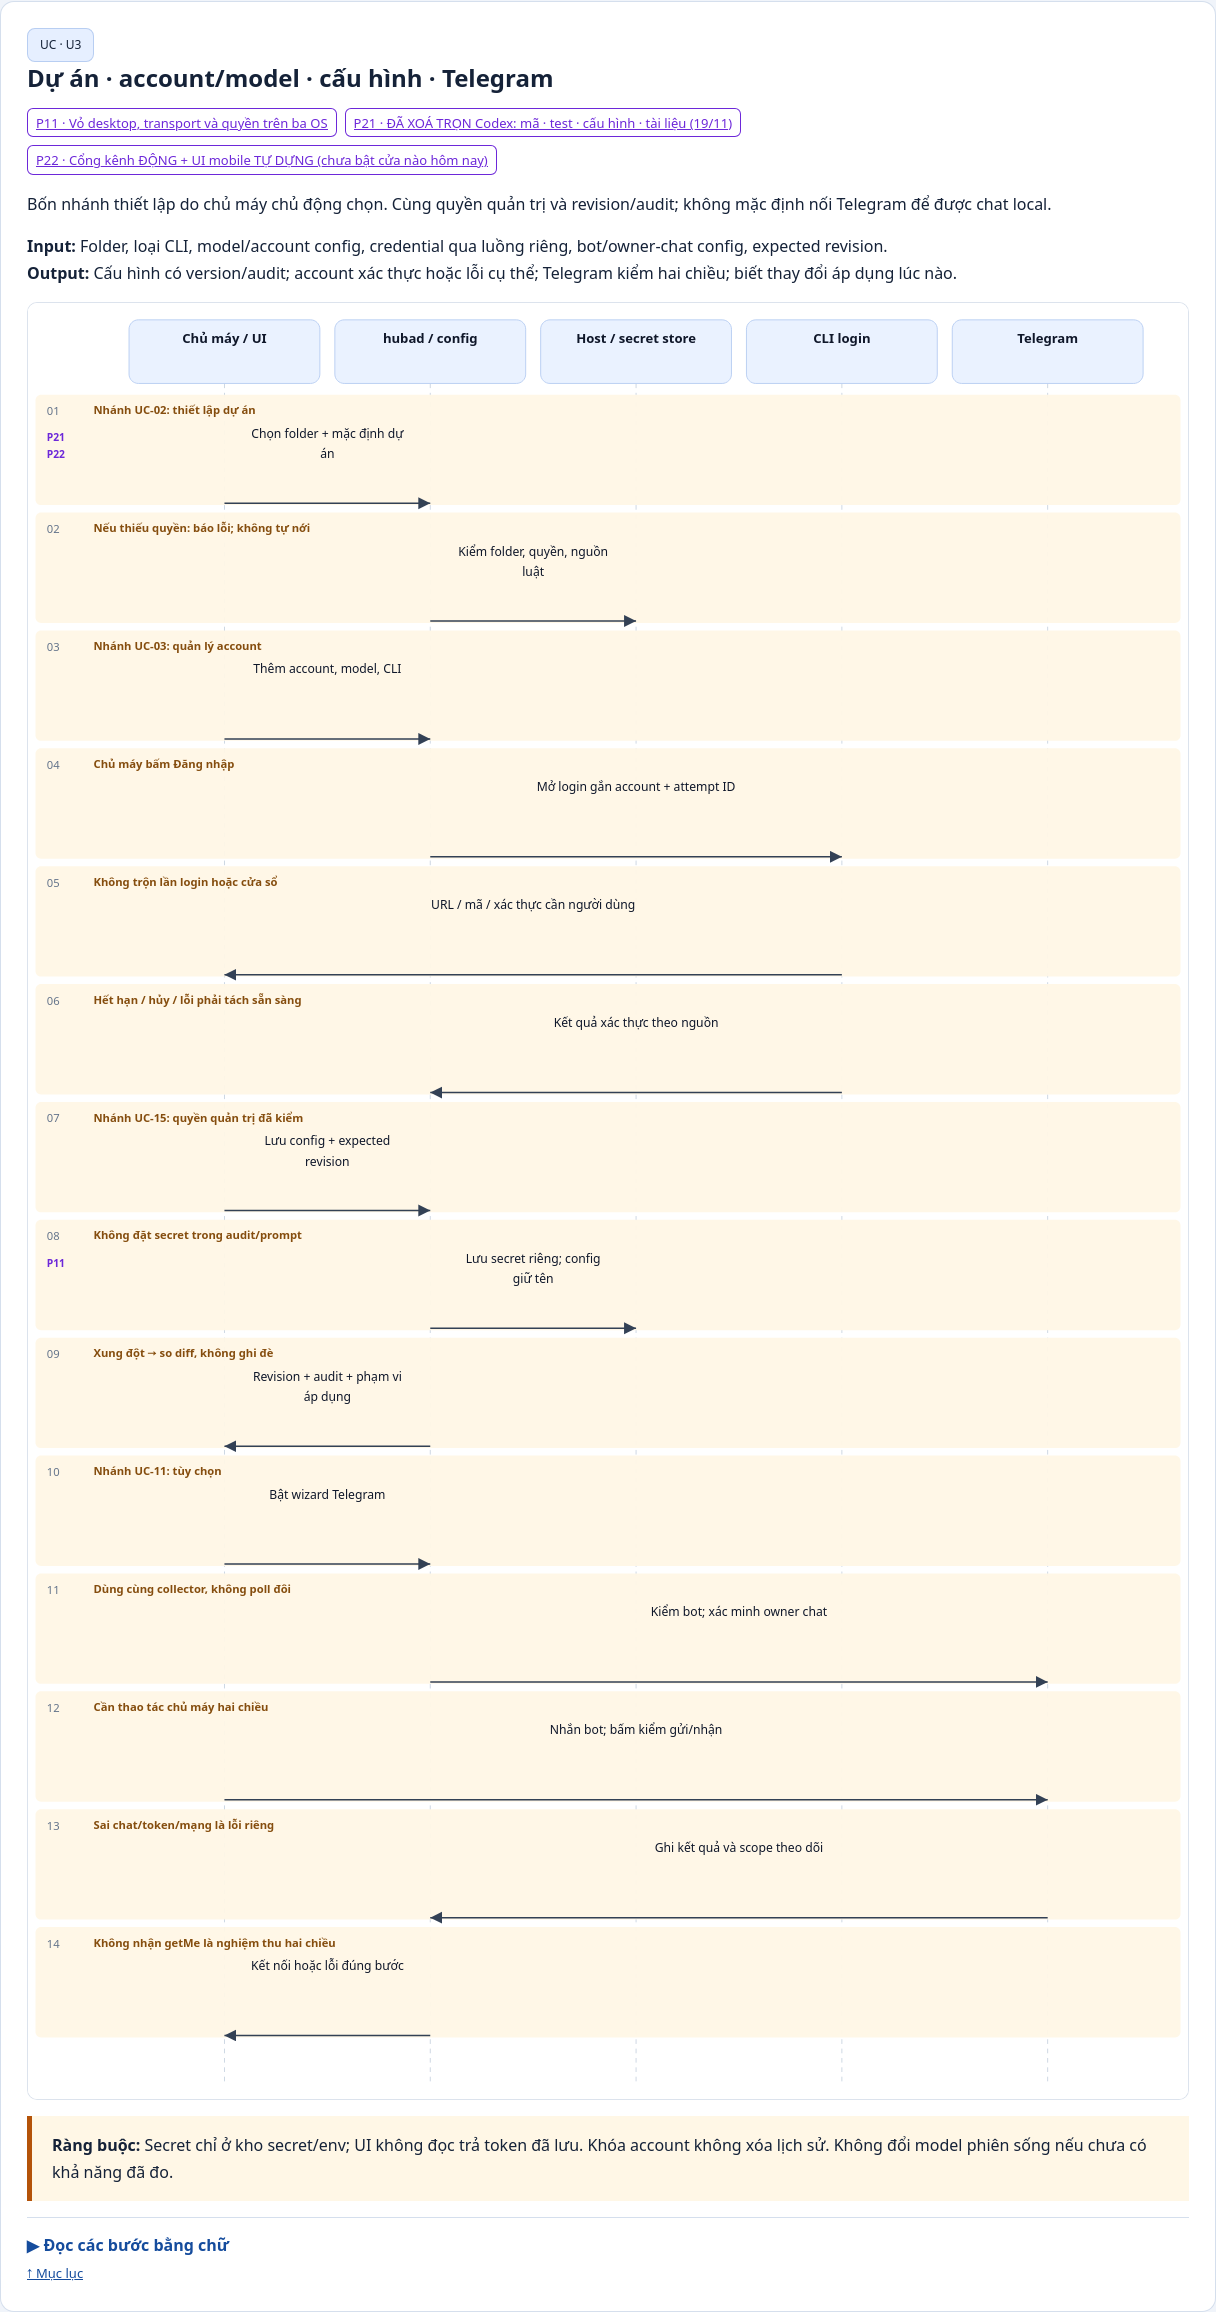 UC · U3
Dự án · account/model · cấu hình · Telegram
P11 · Vỏ desktop, transport và quyền trên ba OS
P21 · ĐÃ XOÁ TRỌN Codex: mã · test · cấu hình · tài liệu (19/11)
P22 · Cổng kênh ĐỘNG + UI mobile TỰ DỰNG (chưa bật cửa nào hôm nay)
Bốn nhánh thiết lập do chủ máy chủ động chọn. Cùng quyền quản trị và revision/audit; không mặc định nối Telegram để được chat local.
Input: Folder, loại CLI, model/account config, credential qua luồng riêng, bot/owner-chat config, expected revision.
Output: Cấu hình có version/audit; account xác thực hoặc lỗi cụ thể; Telegram kiểm hai chiều; biết thay đổi áp dụng lúc nào.
Chủ máy / UI
hubad / config
Host / secret store
CLI login
Telegram
01
Nhánh UC-02: thiết lập dự án
P21
P22
Chọn folder + mặc định dự
án
02
Nếu thiếu quyền: báo lỗi; không tự nới
Kiểm folder, quyền, nguồn
luật
03
Nhánh UC-03: quản lý account
Thêm account, model, CLI
04
Chủ máy bấm Đăng nhập
Mở login gắn account + attempt ID
05
Không trộn lần login hoặc cửa sổ
URL / mã / xác thực cần người dùng
06
Hết hạn / hủy / lỗi phải tách sẵn sàng
Kết quả xác thực theo nguồn
07
Nhánh UC-15: quyền quản trị đã kiểm
Lưu config + expected
revision
08
Không đặt secret trong audit/prompt
P11
Lưu secret riêng; config
giữ tên
09
Xung đột → so diff, không ghi đè
Revision + audit + phạm vi
áp dụng
10
Nhánh UC-11: tùy chọn
Bật wizard Telegram
11
Dùng cùng collector, không poll đôi
Kiểm bot; xác minh owner chat
12
Cần thao tác chủ máy hai chiều
Nhắn bot; bấm kiểm gửi/nhận
13
Sai chat/token/mạng là lỗi riêng
Ghi kết quả và scope theo dõi
14
Không nhận getMe là nghiệm thu hai chiều
Kết nối hoặc lỗi đúng bước
Ràng buộc: Secret chỉ ở kho secret/env; UI không đọc trả token đã lưu. Khóa account không xóa lịch sử. Không đổi model phiên sống nếu chưa có
khả năng đã đo.
▶ Đọc các bước bằng chữ
↑ Mục lục